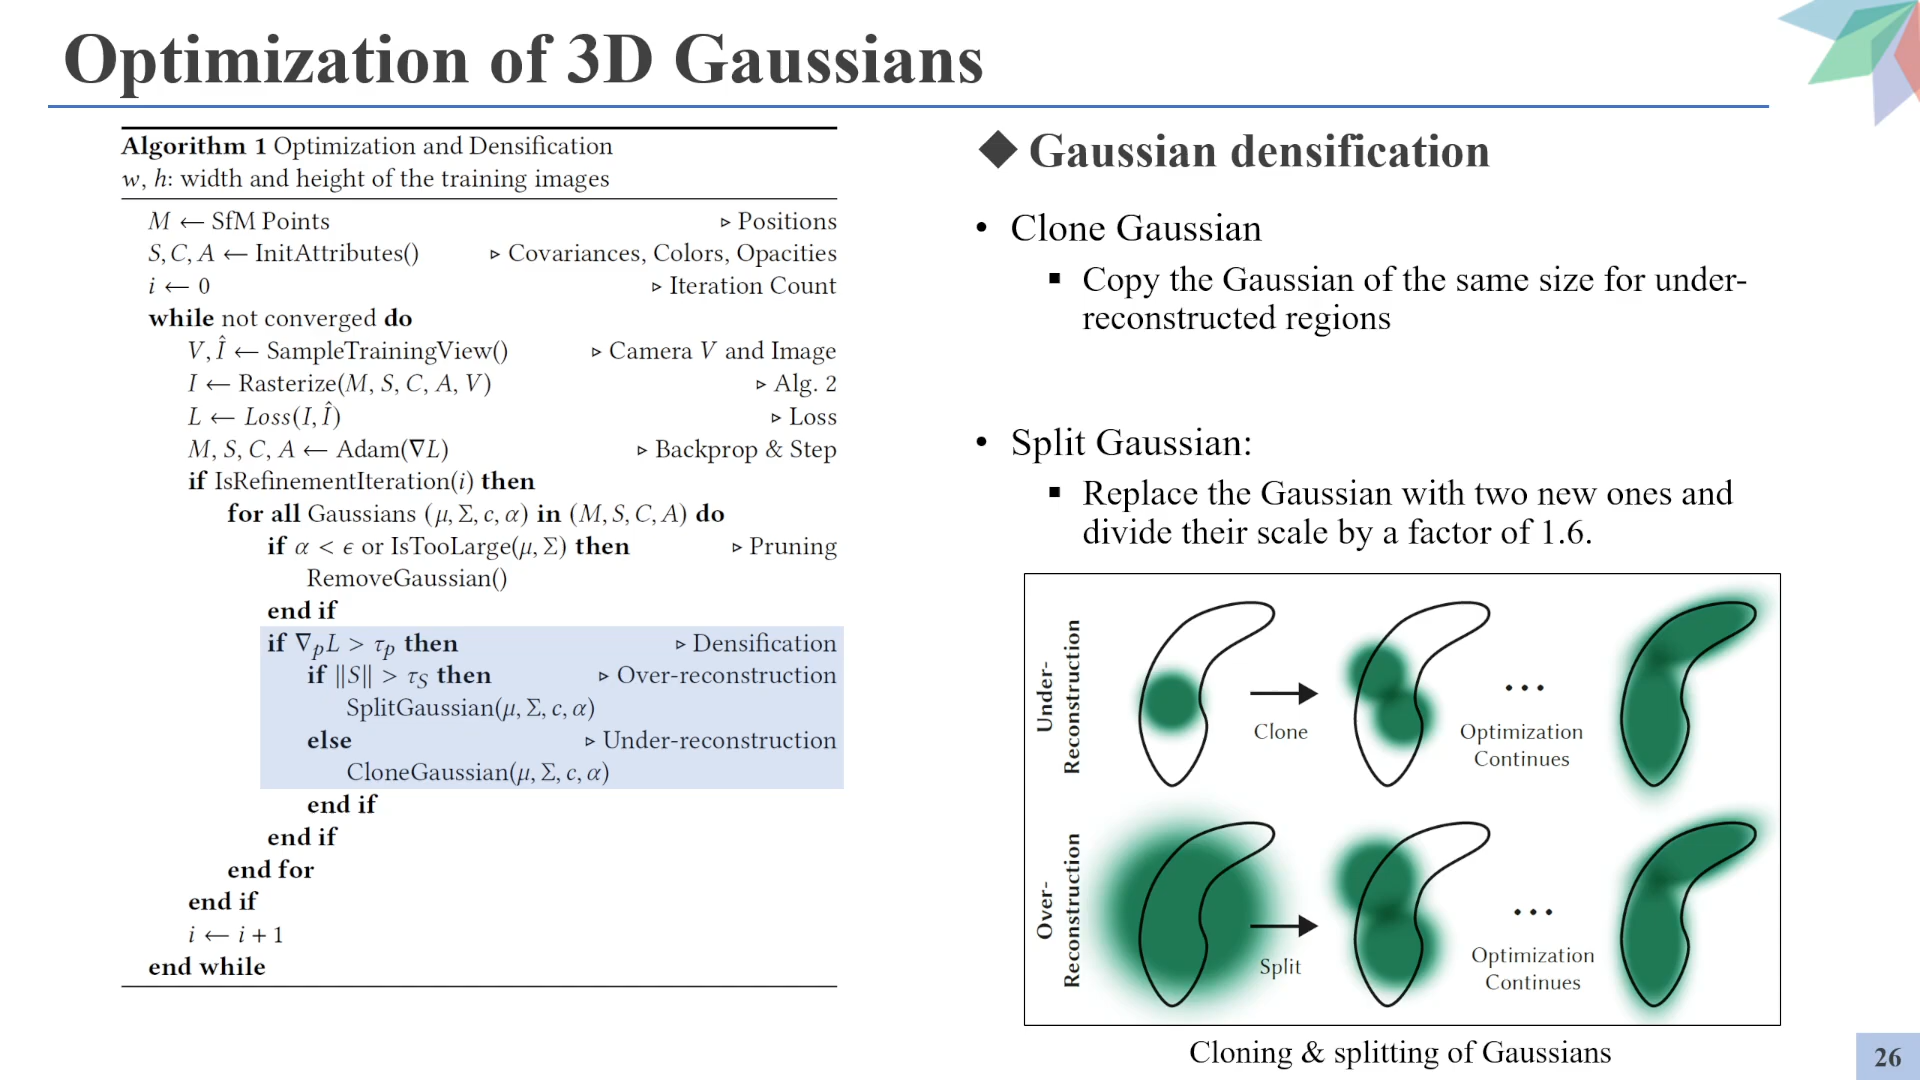 Optimization of 3D Gaussians
Algorithm 1 Optimization and Densification
w, h: width and height of the training images
M ← SfM Points ▹ Positions
S, C, A ← InitAttributes() ▹ Covariances, Colors, Opacities
i ← 0 ▹ Iteration Count
while not converged do
V, Î ← SampleTrainingView() ▹ Camera V and Image
I ← Rasterize(M, S, C, A, V) ▹ Alg. 2
L ← Loss(I, Î) ▹ Loss
M, S, C, A ← Adam(∇L) ▹ Backprop & Step
if IsRefinementIteration(i) then
for all Gaussians (μ, Σ, c, α) in (M, S, C, A) do
if α < ϵ or IsTooLarge(μ, Σ) then ▹ Pruning
RemoveGaussian()
end if
if ∇ₚL > τₚ then ▹ Densification
if ‖S‖ > τ_S then ▹ Over-reconstruction
SplitGaussian(μ, Σ, c, α)
else ▹ Under-reconstruction
CloneGaussian(μ, Σ, c, α)
end if
end if
end for
end if
i ← i + 1
end while
◆ Gaussian densification
• Clone Gaussian
▪ Copy the Gaussian of the same size for under-
reconstructed regions
• Split Gaussian:
▪ Replace the Gaussian with two new ones and
divide their scale by a factor of 1.6.
Under-
Reconstruction
Clone
...
Optimization
Continues
Over-
Reconstruction
Split
...
Optimization
Continues
Cloning & splitting of Gaussians
26